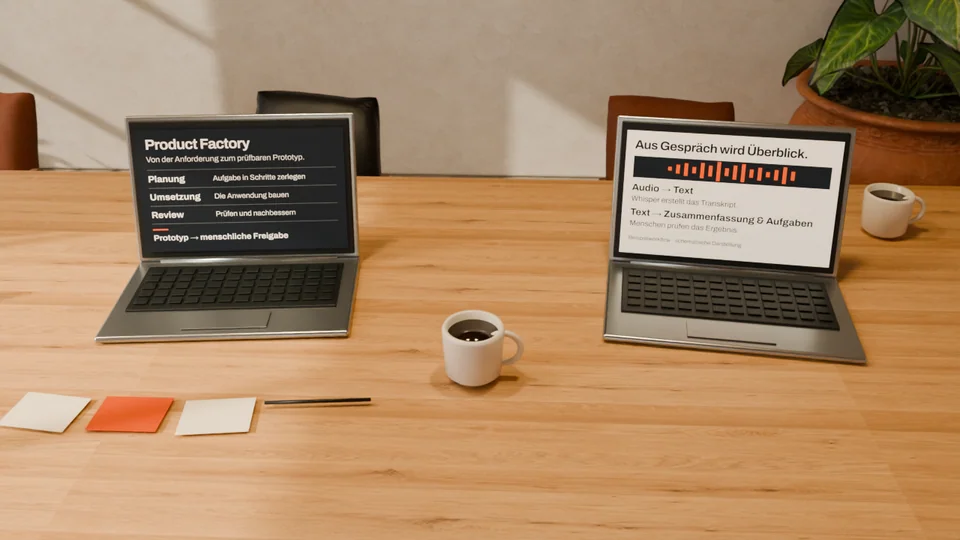 Product Factory
Von der Anforderung zum prüfbaren Prototyp.
Planung Aufgabe in Schritte zerlegen
Umsetzung Die Anwendung bauen
Review Prüfen und nachbessern
Prototyp → menschliche Freigabe
Aus Gespräch wird Überblick.
Audio → Text
Whisper erstellt das Transkript.
Text → Zusammenfassung & Aufgaben
Menschen prüfen das Ergebnis.